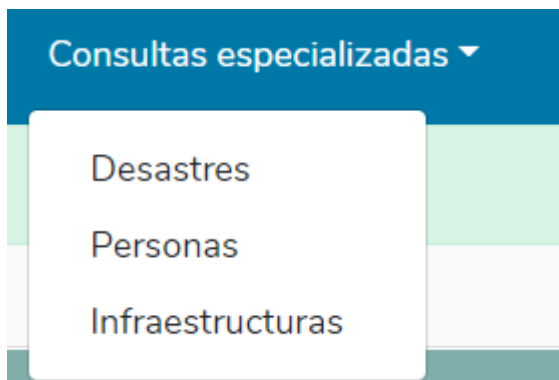 Consultas especializadas
Desastres
Personas
Infraestructuras